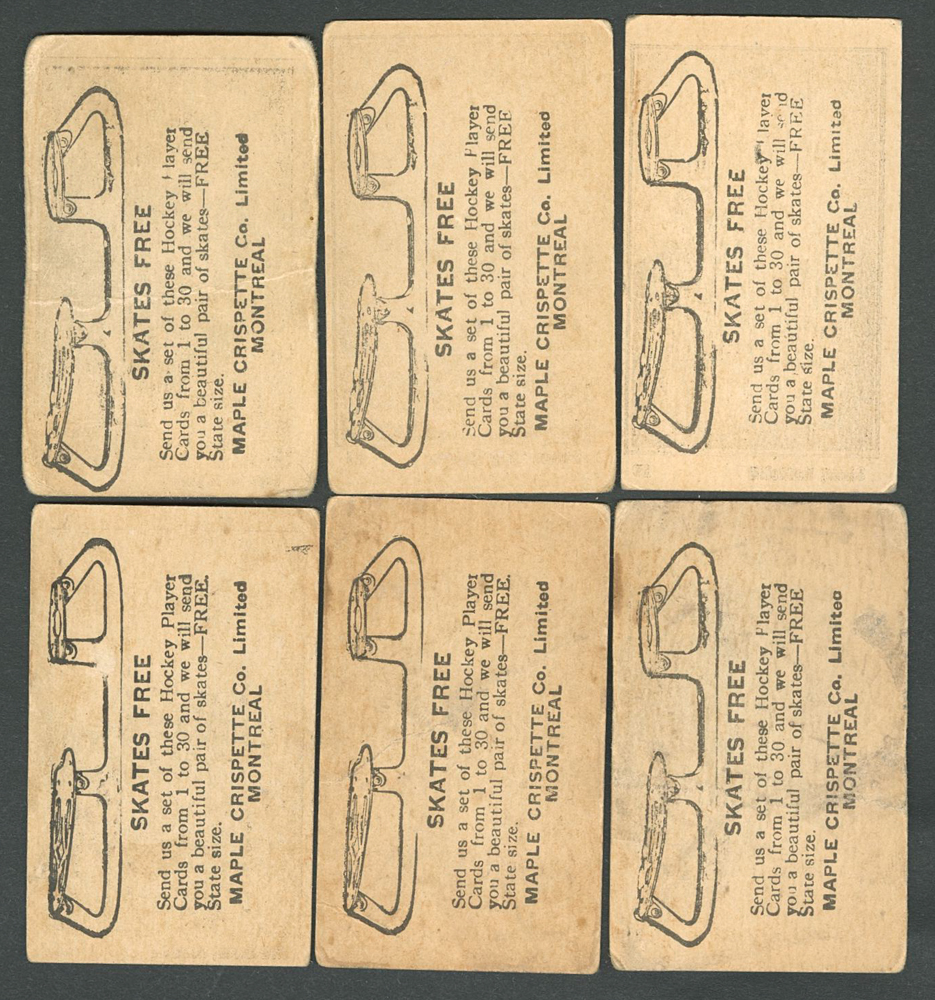 SKATES FREE
Send us a set of these Hockey layer
Cards from 1 to 30 and we will send
you a beautiful pair of skates—FREE
State size.
MAPLE CRISPETTE Co. Limited
MONTREAL
SKATES FREE
Send us a set of these Hockey Player
Cards from 1 to 30 and we will send
you a beautiful pair of skates—FREE
State size.
MAPLE CRISPETTE Co. Limited
MONTREAL
SKATES FREE
Send us a set of these Hockey layer
Cards from 1 to 30 and we will send
you a beautiful pair of skates—FREE
State size.
MAPLE CRISPETTE Co. Limited
MONTREAL
SKATES FREE
Send us a set of these Hockey Player
Cards from 1 to 30 and we will send
you a beautiful pair of skates—FREE.
State size.
MAPLE CRISPETTE Co. Limited
MONTREAL
SKATES FREE
Send us a set of these Hockey Player
Cards from 1 to 30 and we will send
you a beautiful pair of skates—FREE.
State size.
MAPLE CRISPETTE Co. Limited
MONTREAL
SKATES FREE
Send us a set of these Hockey Player
Cards from 1 to 30 and we will send
you a beautiful pair of skates—FREE
State size.
MAPLE CRISPETTE Co. Limited
MONTREAL